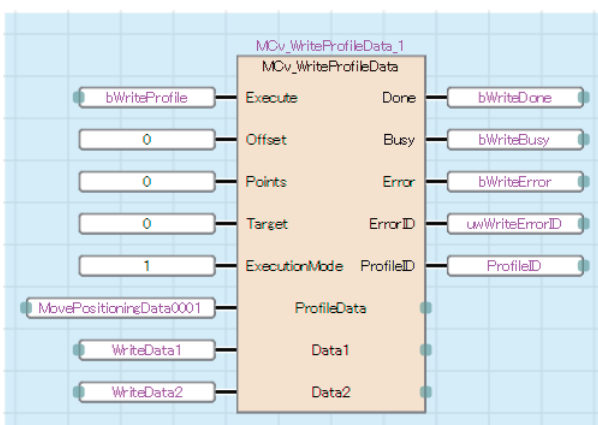 MCv_WriteProfileData_1
MCv_WriteProfileData
bWriteProfile Execute Done bWriteDone
0 Offset Busy bWriteBusy
0 Points Error bWriteError
0 Target ErrorID uwWriteErrorID
1 ExecutionMode ProfileID ProfileID
MovePositioningData0001 ProfileData
WriteData1 Data1
WriteData2 Data2